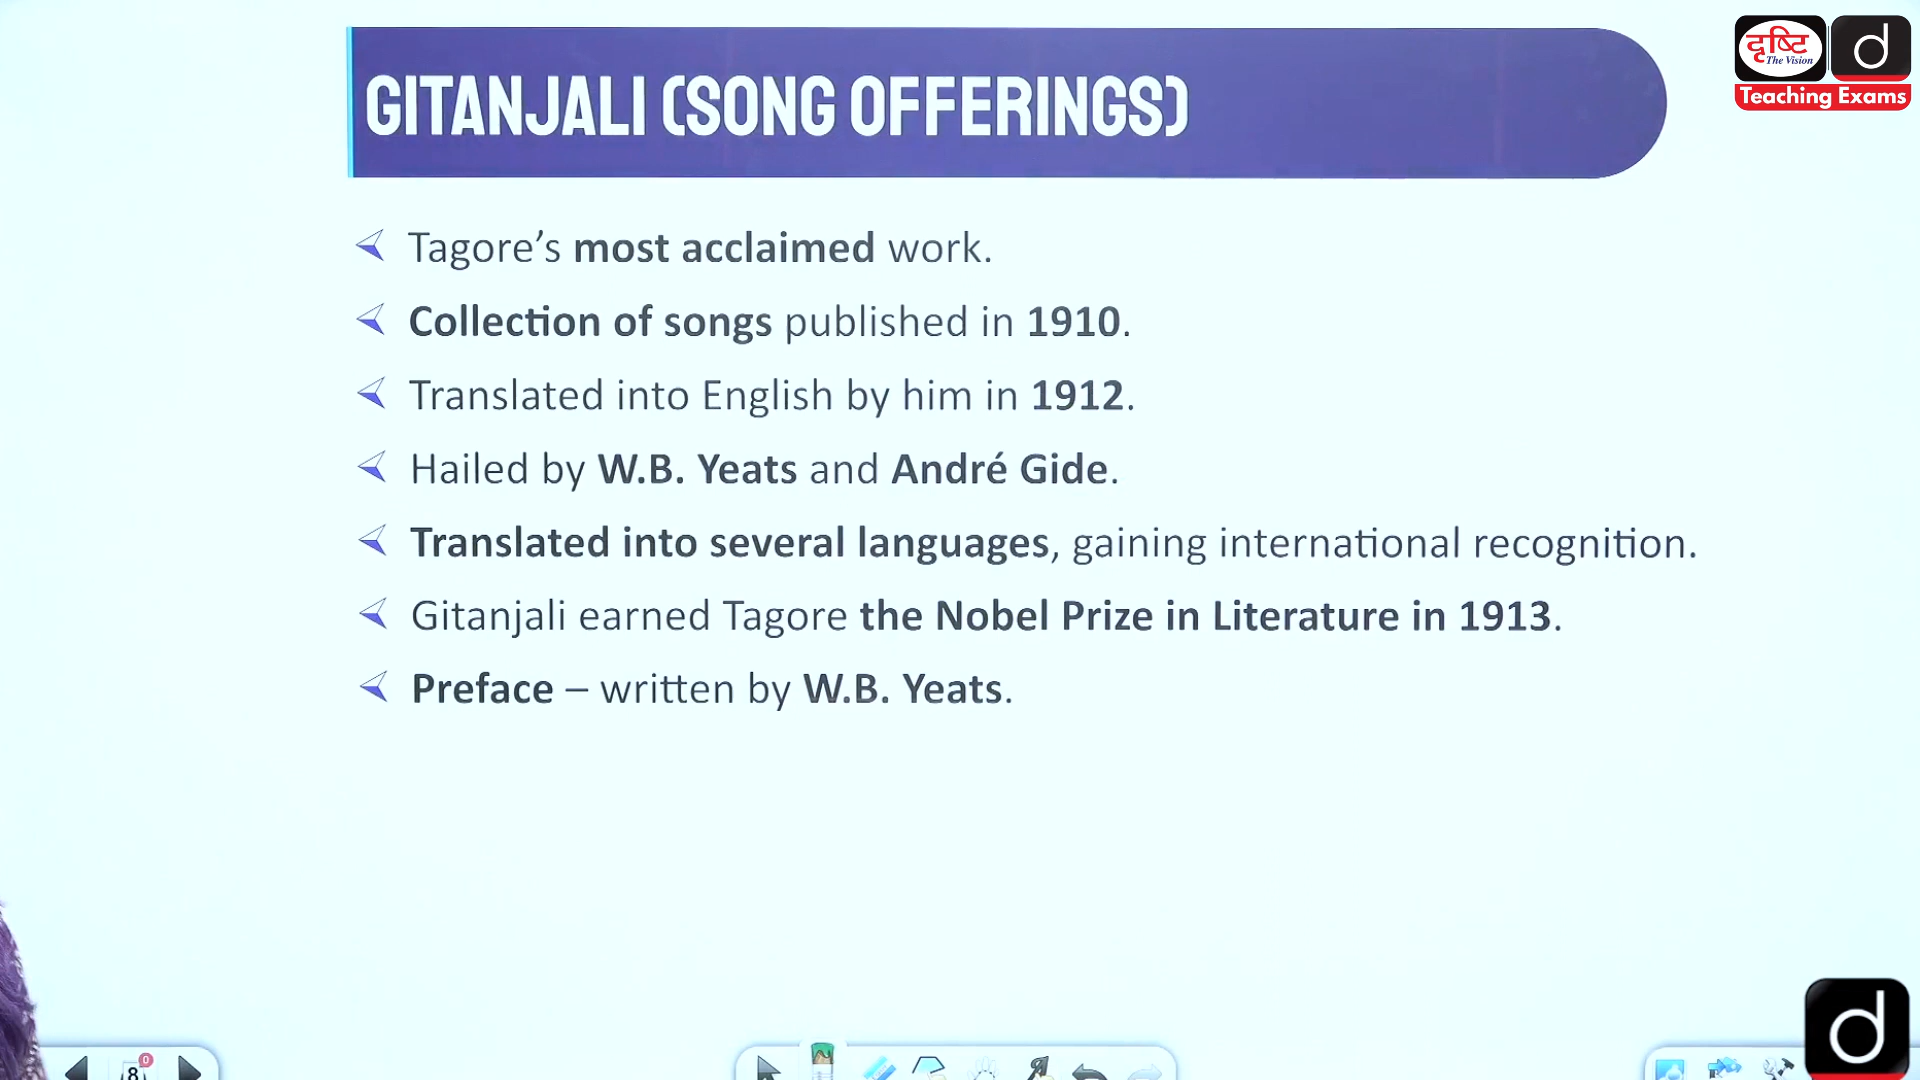 GITANJALI (SONG OFFERINGS)
दृष्टि
The Vision
d
Teaching Exams
Tagore’s most acclaimed work.
Collection of songs published in 1910.
Translated into English by him in 1912.
Hailed by W.B. Yeats and André Gide.
Translated into several languages, gaining international recognition.
Gitanjali earned Tagore the Nobel Prize in Literature in 1913.
Preface – written by W.B. Yeats.
8
0
d